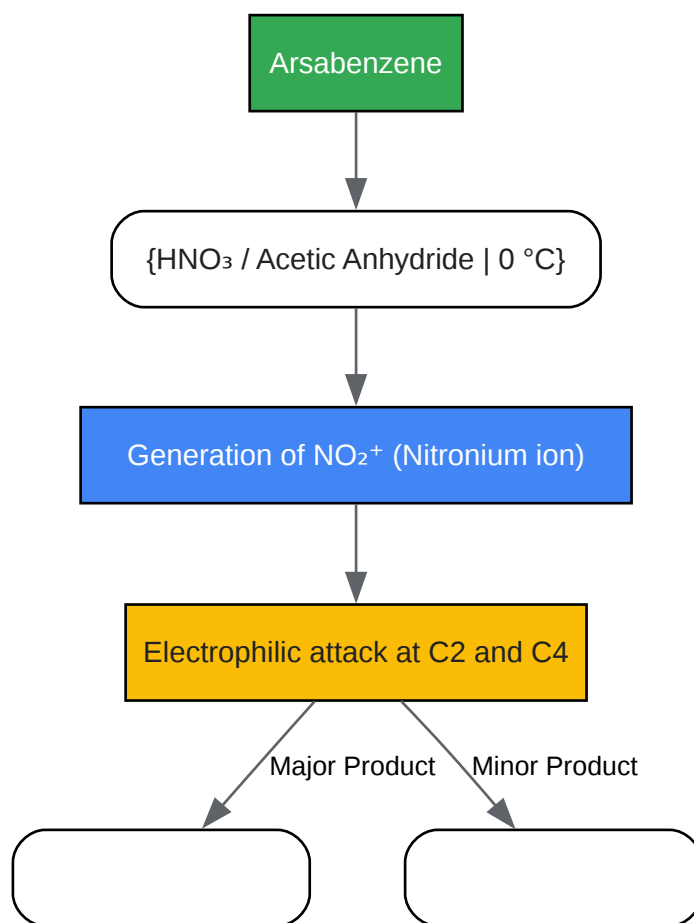 Arsabenzene
{HNO₃ / Acetic Anhydride | 0 °C}
Generation of NO₂⁺ (Nitronium ion)
Electrophilic attack at C2 and C4
Major Product
Minor Product